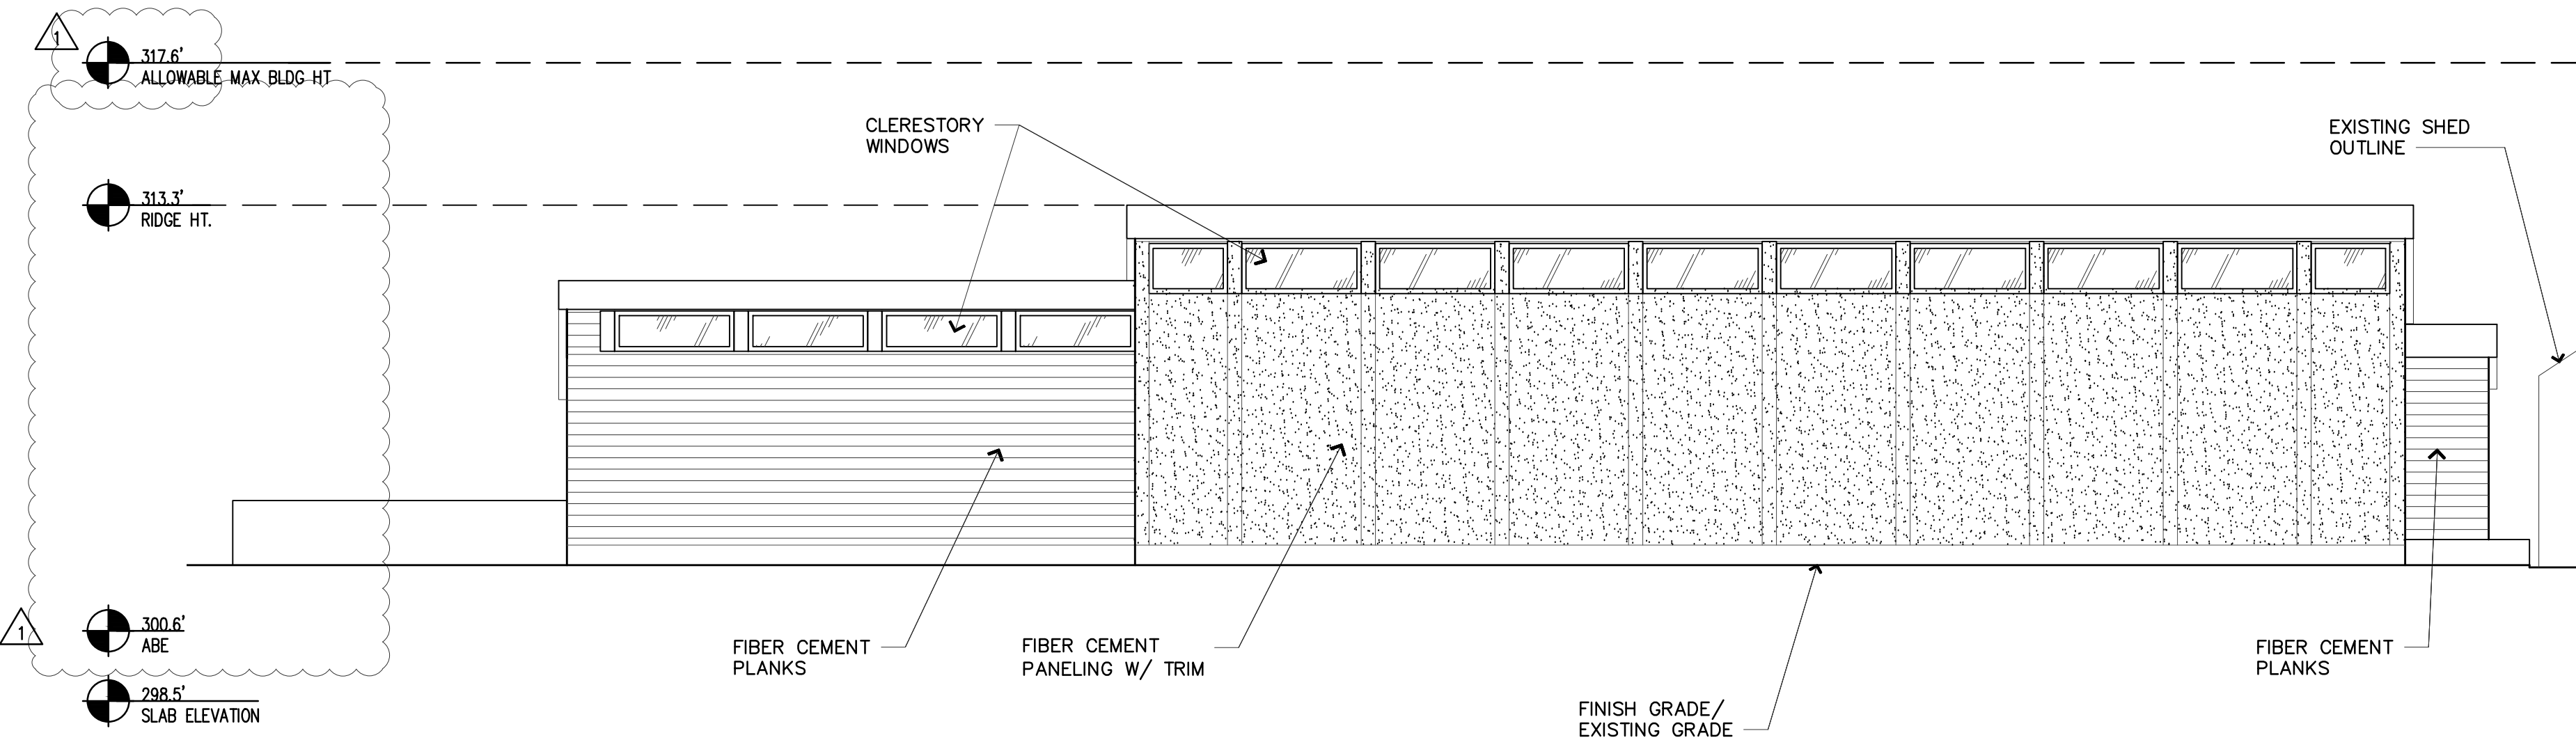 1
317.6'
ALLOWABLE MAX BLDG HT
CLERESTORY
WINDOWS
EXISTING SHED
OUTLINE
313.3'
RIDGE HT.
1
300.6'
ABE
FIBER CEMENT
PLANKS
FIBER CEMENT
PANELING W/ TRIM
FIBER CEMENT
PLANKS
298.5'
SLAB ELEVATION
FINISH GRADE/
EXISTING GRADE